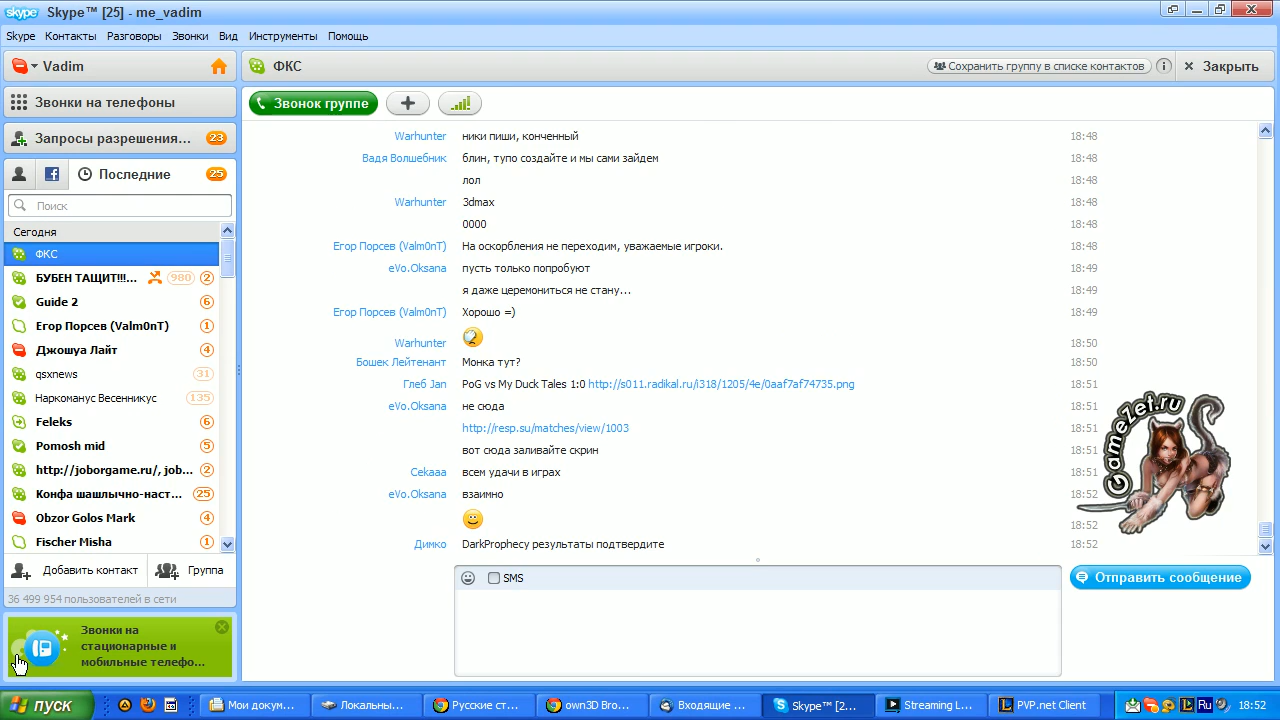 skype Skype™ [25] - me_vadim
Skype Контакты Разговоры Звонки Вид Инструменты Помощь
Vadim
ФКС
Сохранить группу в списке контактов
Закрыть
Звонки на телефоны
Звонок группе
Запросы разрешения... 23
Последние 25
Поиск
Сегодня
ФКС
БУБЕН ТАЩИТ!!!... 980 2
Guide 2 6
Егор Порсев (Valm0nT) 1
Джошуа Лайт 4
qsxnews 31
Наркоманус Весенникус 135
Feleks 6
Pomosh mid 5
http://joborgame.ru/, job... 2
Конфа шашлычно-наст... 25
Obzor Golos Mark 4
Fischer Misha 1
Добавить контакт Группа
36 499 954 пользователей в сети
Звонки на
стационарные и
мобильные телефо...
Warhunter ники пиши, конченный 18:48
Вадя Волшебник блин, тупо создайте и мы сами зайдем 18:48
лол 18:48
Warhunter 3dmax 18:48
0000 18:48
Егор Порсев (Valm0nT) На оскорбления не переходим, уважаемые игроки. 18:48
eVo.Oksana пусть только попробуют 18:49
я даже церемониться не стану... 18:49
Егор Порсев (Valm0nT) Хорошо =) 18:49
Warhunter 18:50
Бошек Лейтенант Монка тут? 18:50
Глеб Jan PoG vs My Duck Tales 1:0 http://s011.radikal.ru/i318/1205/4e/0aaf7af74735.png 18:51
eVo.Oksana не сюда 18:51
http://resp.su/matches/view/1003 18:51
вот сюда заливайте скрин 18:51
Секааа всем удачи в играх 18:51
eVo.Oksana взаимно 18:52
18:52
Димко DarkProphecy результаты подтвердите 18:52
GameZet.ru
SMS
Отправить сообщение
пуск
Мои докум...
Локальны...
Русские ст...
own3D Bro...
Входящие ...
Skype™ [2...
Streaming L...
PVP.net Client
Ru
18:52